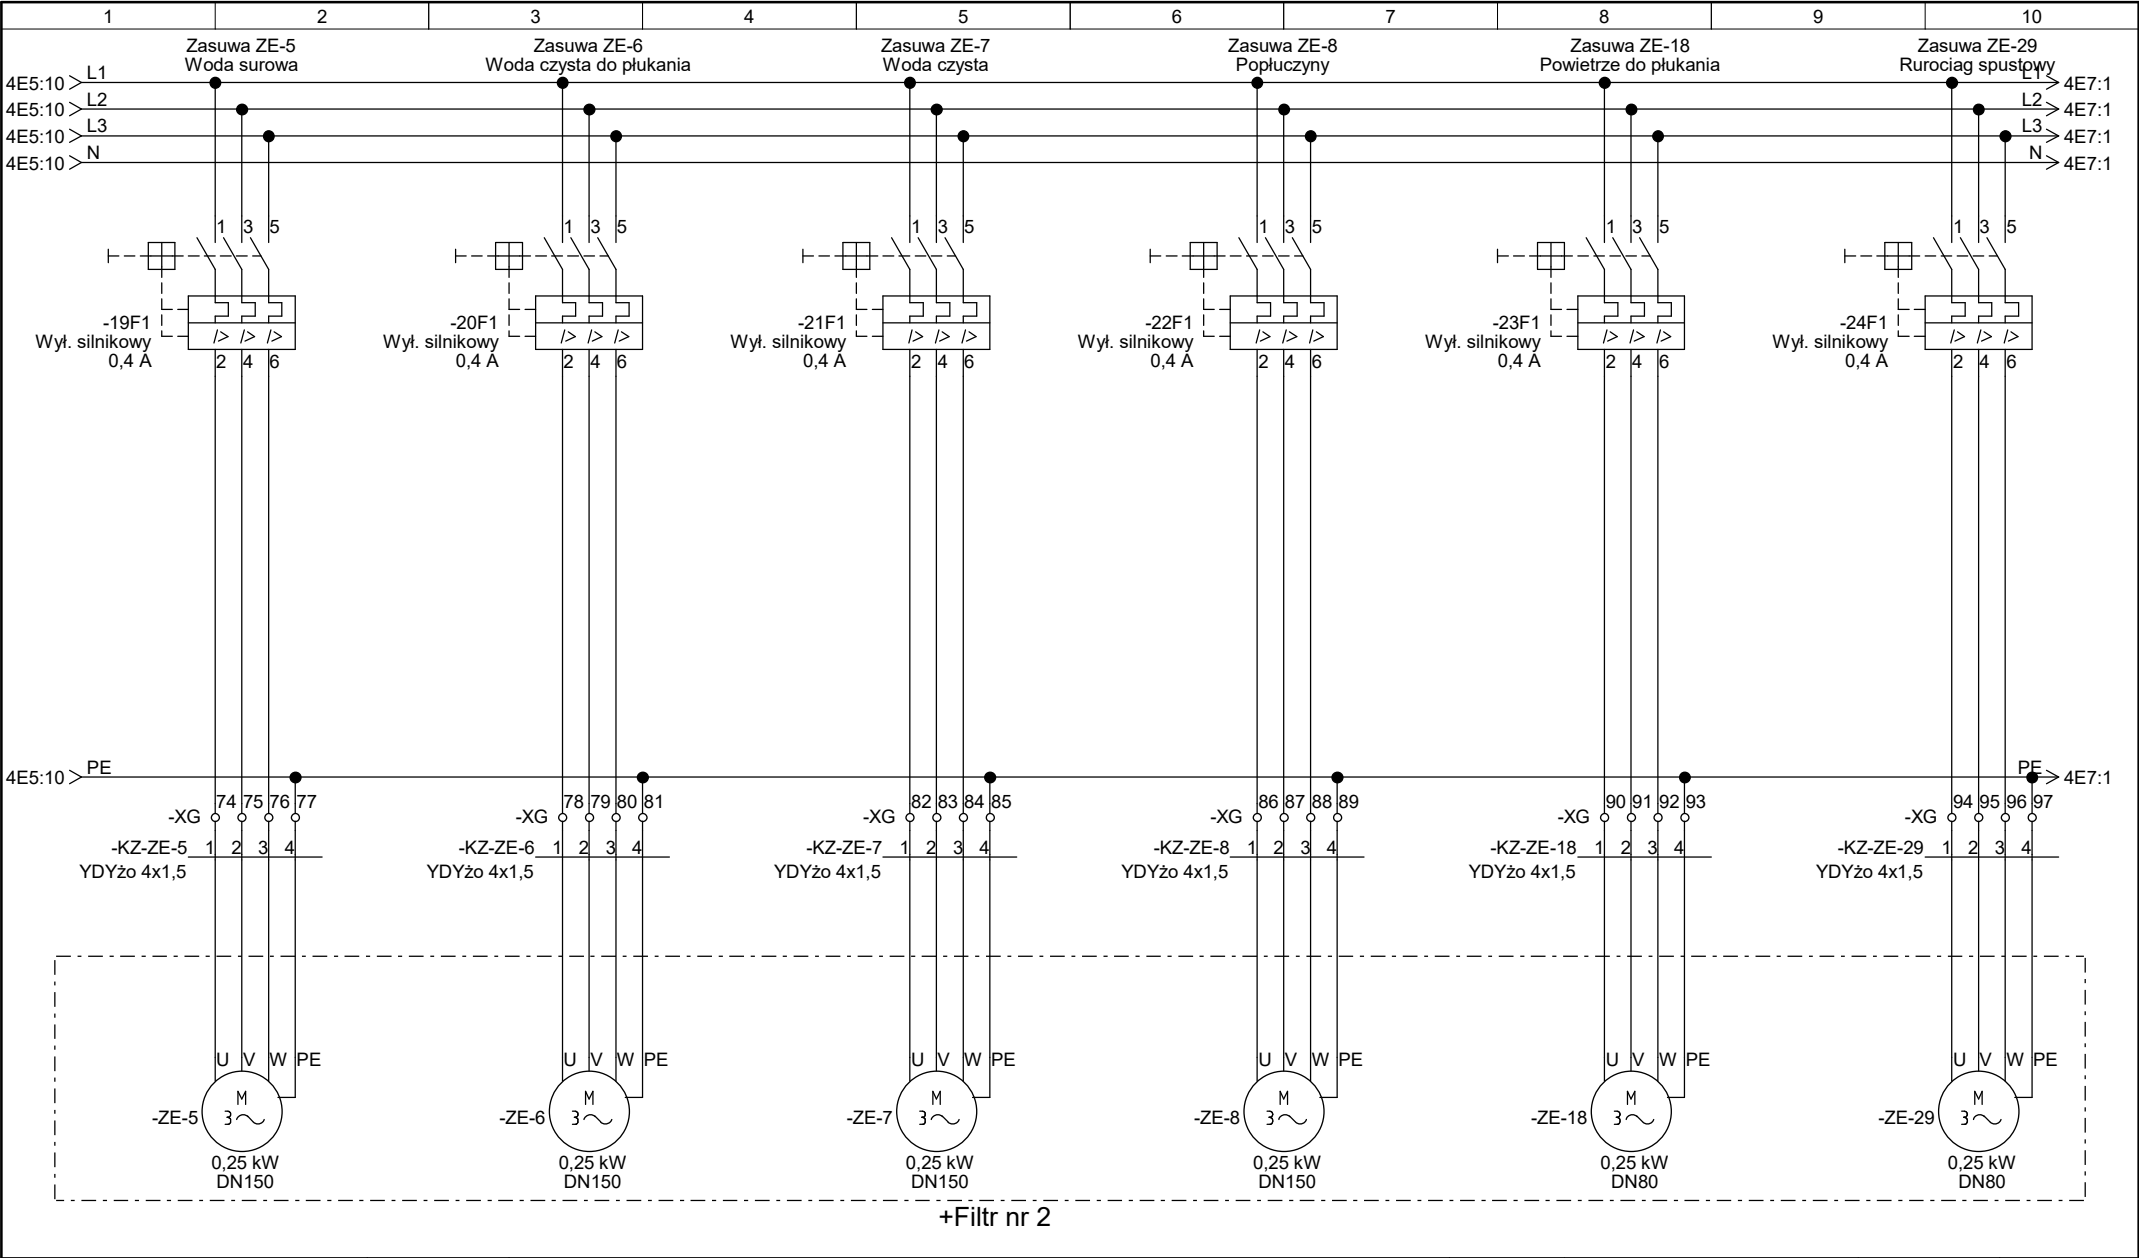 1 2 3 4 5 6 7 8 9 10
Zasuwa ZE-5 Zasuwa ZE-6 Zasuwa ZE-7 Zasuwa ZE-8 Zasuwa ZE-18 Zasuwa ZE-29
Woda surowa Woda czysta do płukania Woda czysta Popłuczyny Powietrze do płukania Rurociąg spustowy
4E5:10 L1 L1 4E7:1
4E5:10 L2 L2 4E7:1
4E5:10 L3 L3 4E7:1
4E5:10 N N 4E7:1
1 3 5 1 3 5 1 3 5 1 3 5 1 3 5 1 3 5
-19F1 -20F1 -21F1 -22F1 -23F1 -24F1
I> I> I> I> I> I> I> I> I> I> I> I> I> I> I> I> I> I>
Wył. silnikowy Wył. silnikowy Wył. silnikowy Wył. silnikowy Wył. silnikowy Wył. silnikowy
0,4 A 2 4 6 0,4 A 2 4 6 0,4 A 2 4 6 0,4 A 2 4 6 0,4 A 2 4 6 0,4 A 2 4 6
4E5:10 PE PE 4E7:1
74 75 76 77 78 79 80 81 82 83 84 85 86 87 88 89 90 91 92 93 94 95 96 97
-XG -XG -XG -XG -XG -XG
-KZ-ZE-5 1 2 3 4 -KZ-ZE-6 1 2 3 4 -KZ-ZE-7 1 2 3 4 -KZ-ZE-8 1 2 3 4 -KZ-ZE-18 1 2 3 4 -KZ-ZE-29 1 2 3 4
YDYżo 4x1,5 YDYżo 4x1,5 YDYżo 4x1,5 YDYżo 4x1,5 YDYżo 4x1,5 YDYżo 4x1,5
U V W PE U V W PE U V W PE U V W PE U V W PE U V W PE
M M M M M M
-ZE-5 3~ -ZE-6 3~ -ZE-7 3~ -ZE-8 3~ -ZE-18 3~ -ZE-29 3~
0,25 kW 0,25 kW 0,25 kW 0,25 kW 0,25 kW 0,25 kW
DN150 DN150 DN150 DN150 DN80 DN80
+Filtr nr 2